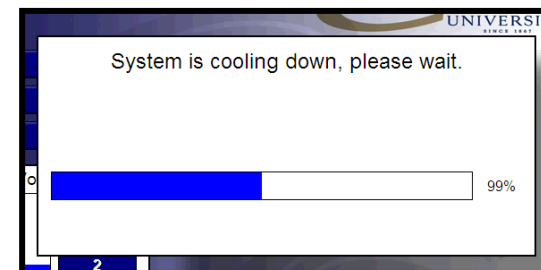 UNIVERSI
SINCE 1867
System is cooling down, please wait.
99%
2